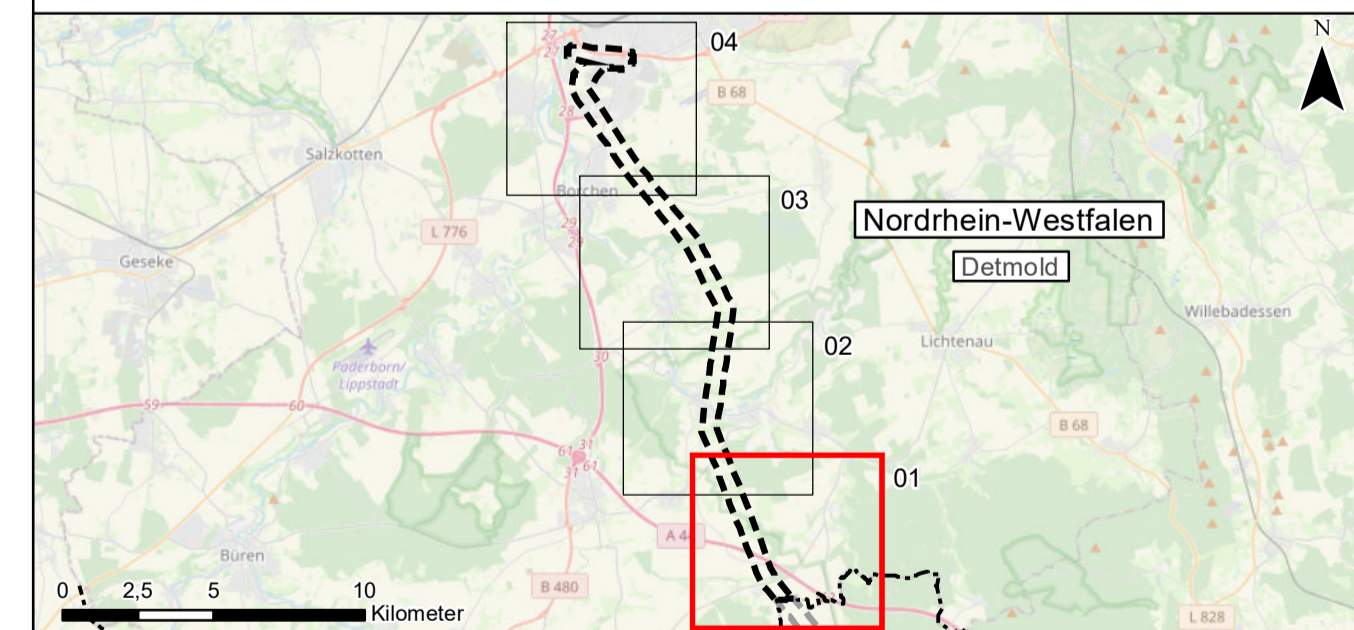 27
27
04
N
B 68
28
Salzkotten
Borchen
03
L 776
29
29
Nordrhein-Westfalen
Detmold
Geseke
Willebadessen
02
Lichtenau
30
Paderborn/
Lippstadt
59
60
B 68
61 31
31 61
01
A 44
Büren
B 480
0 2,5 5 10
Kilometer
L 828